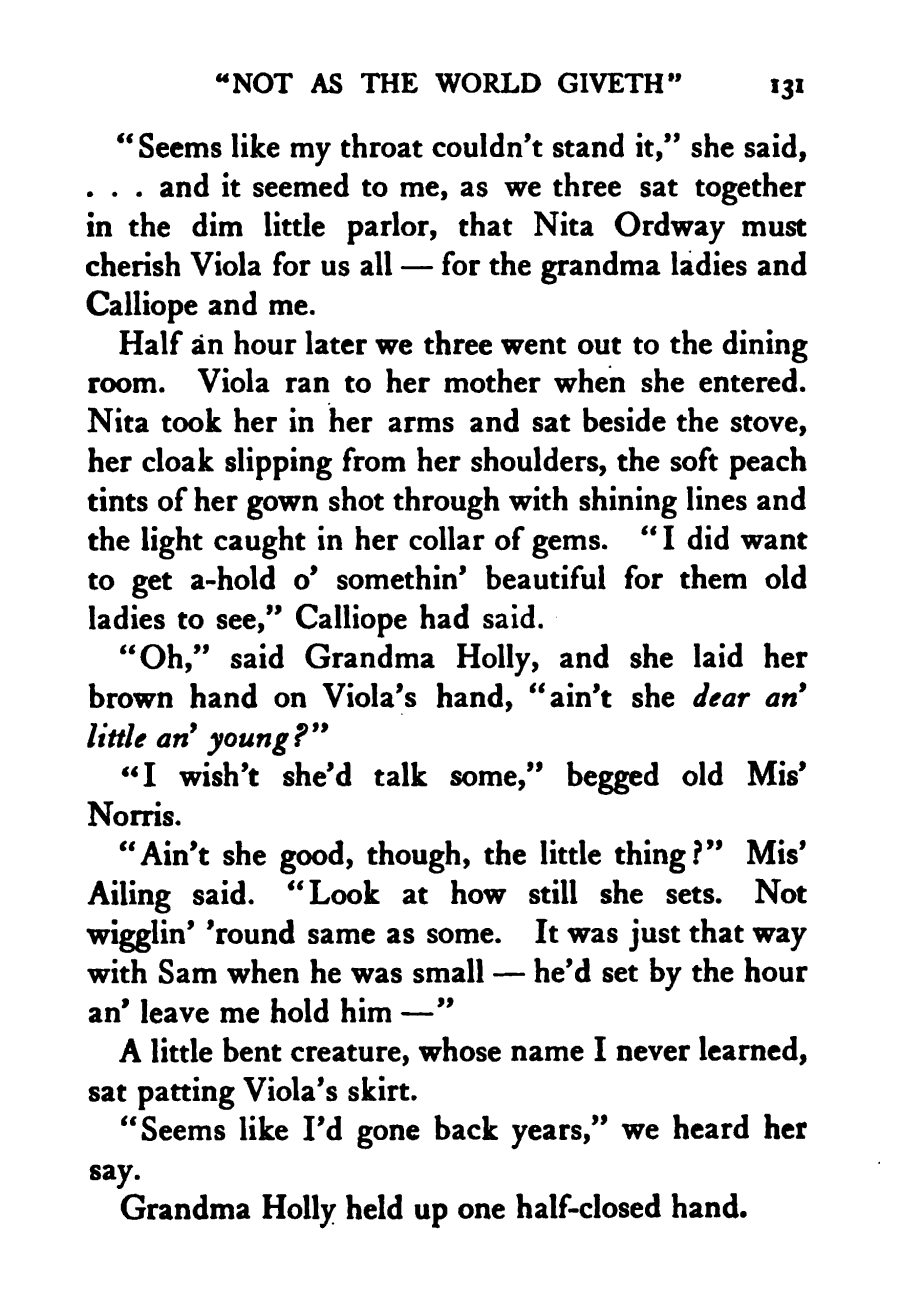 “NOT AS THE WORLD GIVETH” 131
“Seems like my throat couldn’t stand it,” she said,
. . . and it seemed to me, as we three sat together
in the dim little parlor, that Nita Ordway must
cherish Viola for us all — for the grandma ladies and
Calliope and me.
Half an hour later we three went out to the dining
room. Viola ran to her mother when she entered.
Nita took her in her arms and sat beside the stove,
her cloak slipping from her shoulders, the soft peach
tints of her gown shot through with shining lines and
the light caught in her collar of gems. “I did want
to get a-hold o’ somethin’ beautiful for them old
ladies to see,” Calliope had said.
“Oh,” said Grandma Holly, and she laid her
brown hand on Viola’s hand, “ain’t she dear an’
little an’ young?”
“I wish’t she’d talk some,” begged old Mis’
Norris.
“Ain’t she good, though, the little thing?” Mis’
Ailing said. “Look at how still she sets. Not
wigglin’ ’round same as some. It was just that way
with Sam when he was small — he’d set by the hour
an’ leave me hold him —”
A little bent creature, whose name I never learned,
sat patting Viola’s skirt.
“Seems like I’d gone back years,” we heard her
say.
Grandma Holly held up one half-closed hand.